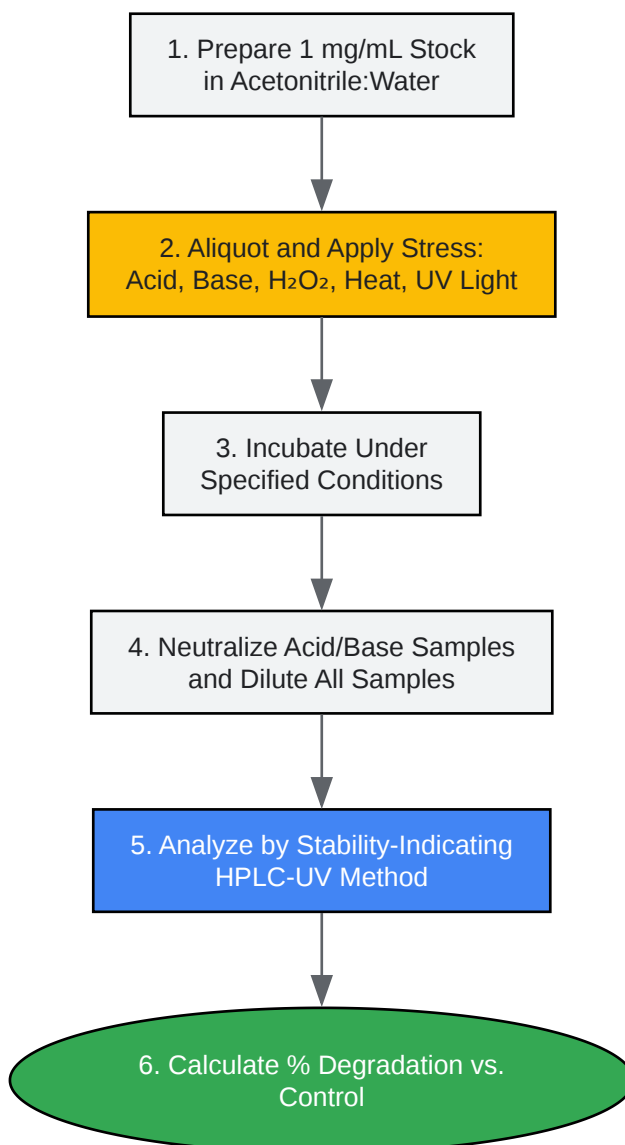 1. Prepare 1 mg/mL Stock
in Acetonitrile:Water
2. Aliquot and Apply Stress:
Acid, Base, H₂O₂, Heat, UV Light
3. Incubate Under
Specified Conditions
4. Neutralize Acid/Base Samples
and Dilute All Samples
5. Analyze by Stability-Indicating
HPLC-UV Method
6. Calculate % Degradation vs.
Control